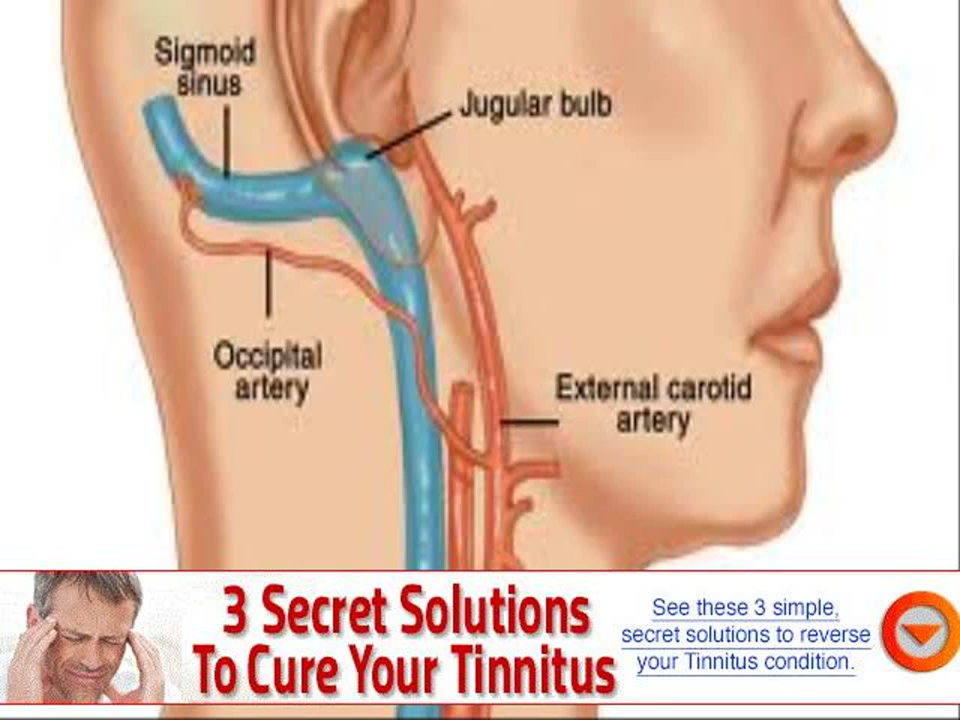 Sigmoid
sinus
Jugular bulb
Occipital
artery
External carotid
artery
3 Secret Solutions
To Cure Your Tinnitus
See these 3 simple,
secret solutions to reverse
your Tinnitus condition.